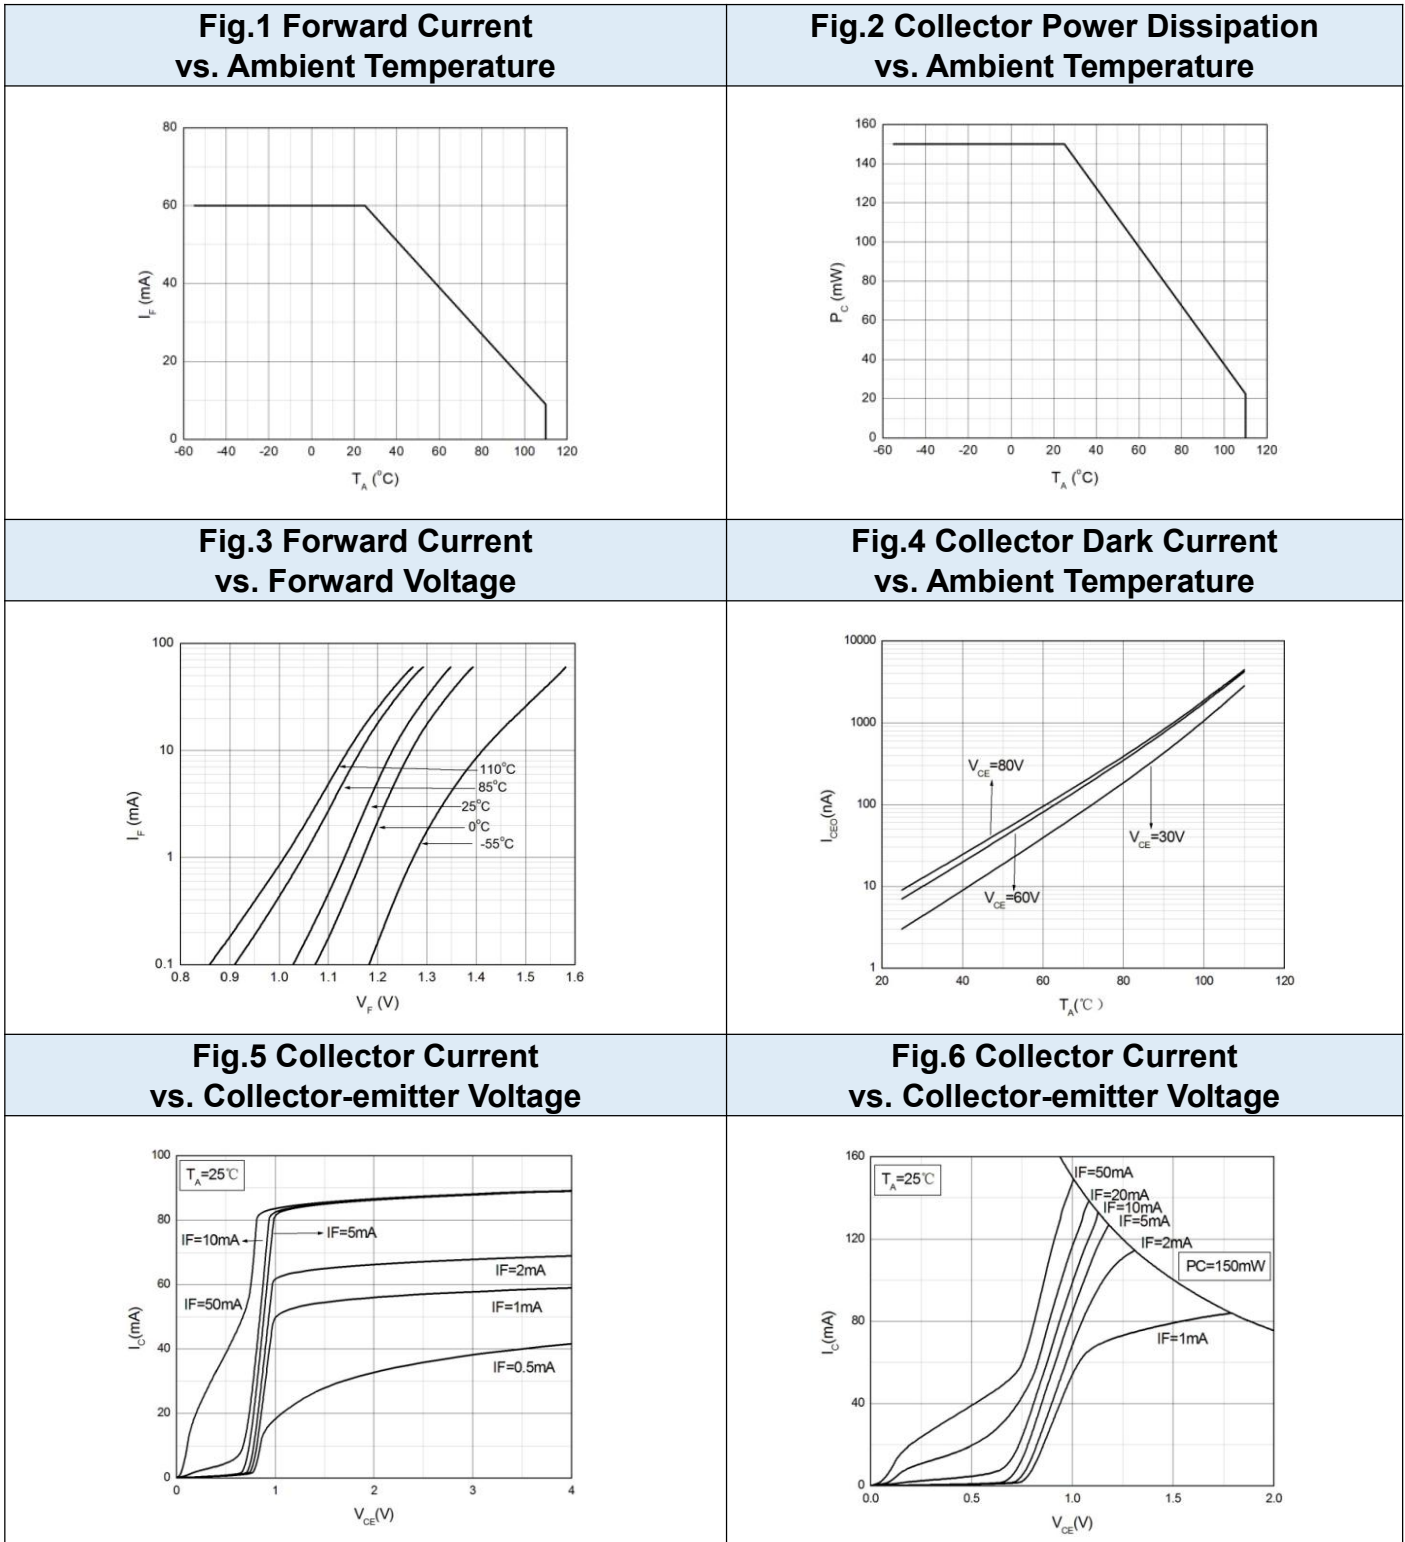 Fig.1 Forward Current
vs. Ambient Temperature
80
60
40
20
0
-60 -40 -20 0 20 40 60 80 100 120
I_F (mA)
T_A (°C)
Fig.2 Collector Power Dissipation
vs. Ambient Temperature
160
140
120
100
80
60
40
20
0
-60 -40 -20 0 20 40 60 80 100 120
P_C (mW)
T_A (°C)
Fig.3 Forward Current
vs. Forward Voltage
100
10
1
0.1
0.8 0.9 1.0 1.1 1.2 1.3 1.4 1.5 1.6
110°C
85°C
25°C
0°C
-55°C
I_F (mA)
V_F (V)
Fig.4 Collector Dark Current
vs. Ambient Temperature
10000
1000
100
10
1
20 40 60 80 100 120
V_CE=80V
V_CE=30V
V_CE=60V
I_CEO(nA)
T_A(℃)
Fig.5 Collector Current
vs. Collector-emitter Voltage
100
80
60
40
20
0
0 1 2 3 4
T_A=25℃
IF=10mA
IF=5mA
IF=2mA
IF=50mA
IF=1mA
IF=0.5mA
I_C(mA)
V_CE(V)
Fig.6 Collector Current
vs. Collector-emitter Voltage
160
120
80
40
0
0.0 0.5 1.0 1.5 2.0
T_A=25℃
IF=50mA
IF=20mA
IF=10mA
IF=5mA
IF=2mA
PC=150mW
IF=1mA
I_C(mA)
V_CE(V)